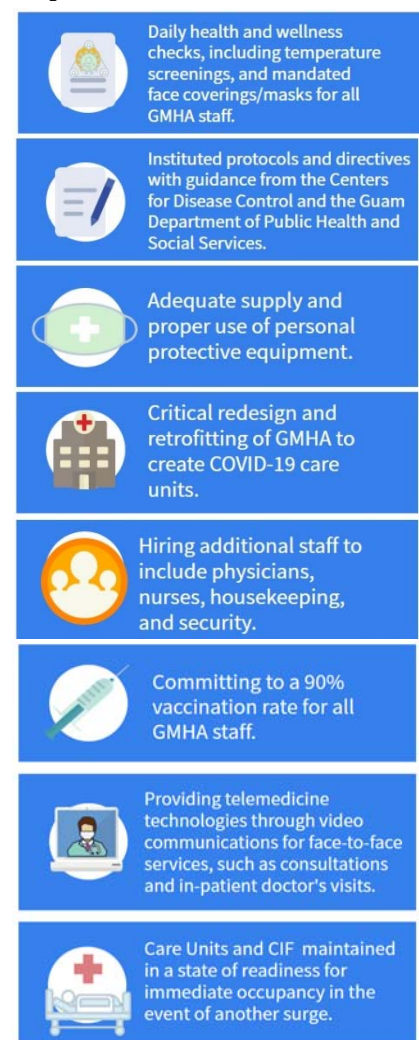 Daily health and wellness
checks, including temperature
screenings, and mandated
face coverings/masks for all
GMHA staff.
Instituted protocols and directives
with guidance from the Centers
for Disease Control and the Guam
Department of Public Health and
Social Services.
Adequate supply and
proper use of personal
protective equipment.
Critical redesign and
retrofitting of GMHA to
create COVID-19 care
units.
Hiring additional staff to
include physicians,
nurses, housekeeping,
and security.
Committing to a 90%
vaccination rate for all
GMHA staff.
Providing telemedicine
technologies through video
communications for face-to-face
services, such as consultations
and in-patient doctor's visits.
Care Units and CIF maintained
in a state of readiness for
immediate occupancy in the
event of another surge.